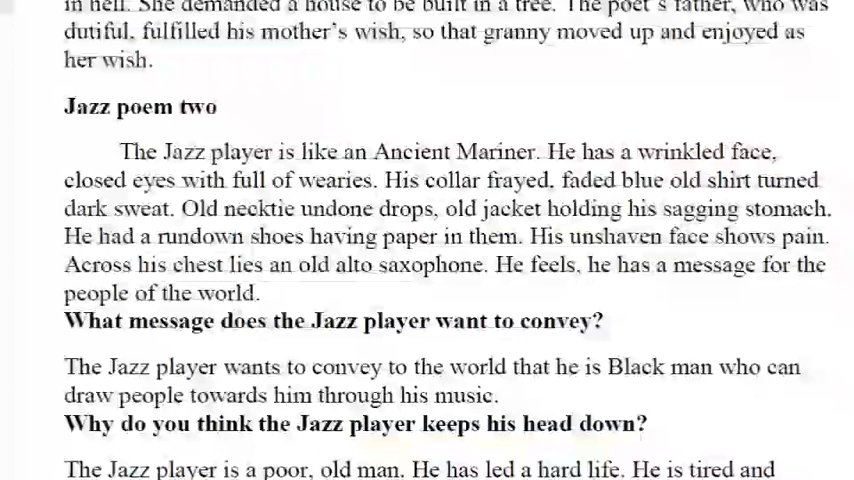 in hell. She demanded a house to be built in a tree. The poet's father, who was
dutiful, fulfilled his mother's wish, so that granny moved up and enjoyed as
her wish.
Jazz poem two
The Jazz player is like an Ancient Mariner. He has a wrinkled face,
closed eyes with full of wearies. His collar frayed, faded blue old shirt turned
dark sweat. Old necktie undone drops, old jacket holding his sagging stomach.
He had a rundown shoes having paper in them. His unshaven face shows pain.
Across his chest lies an old alto saxophone. He feels, he has a message for the
people of the world.
What message does the Jazz player want to convey?
The Jazz player wants to convey to the world that he is Black man who can
draw people towards him through his music.
Why do you think the Jazz player keeps his head down?
The Jazz player is a poor, old man. He has led a hard life. He is tired and